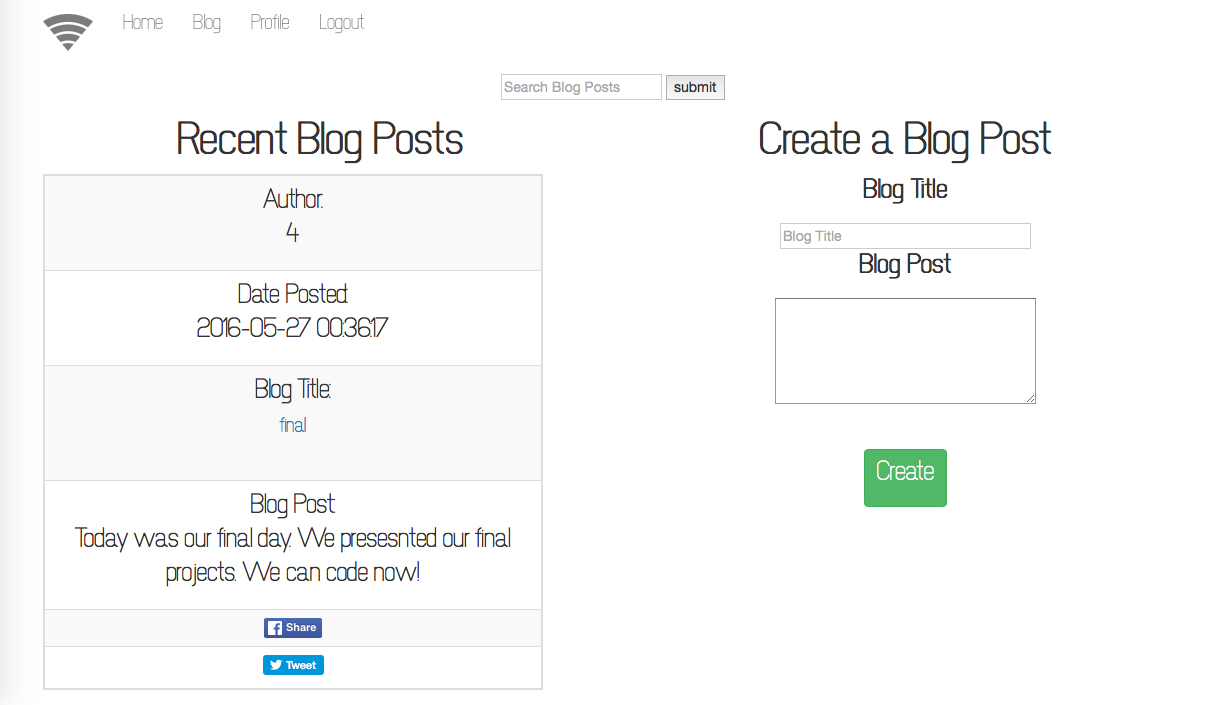 Home Blog Profile Logout
Search Blog Posts submit
Recent Blog Posts
Author:
4
Date Posted:
2016-05-27 00:36:17
Blog Title:
final
Blog Post
Today was our final day. We presesnted our final
projects. We can code now!
Share
Tweet
Create a Blog Post
Blog Title
Blog Title
Blog Post
Create